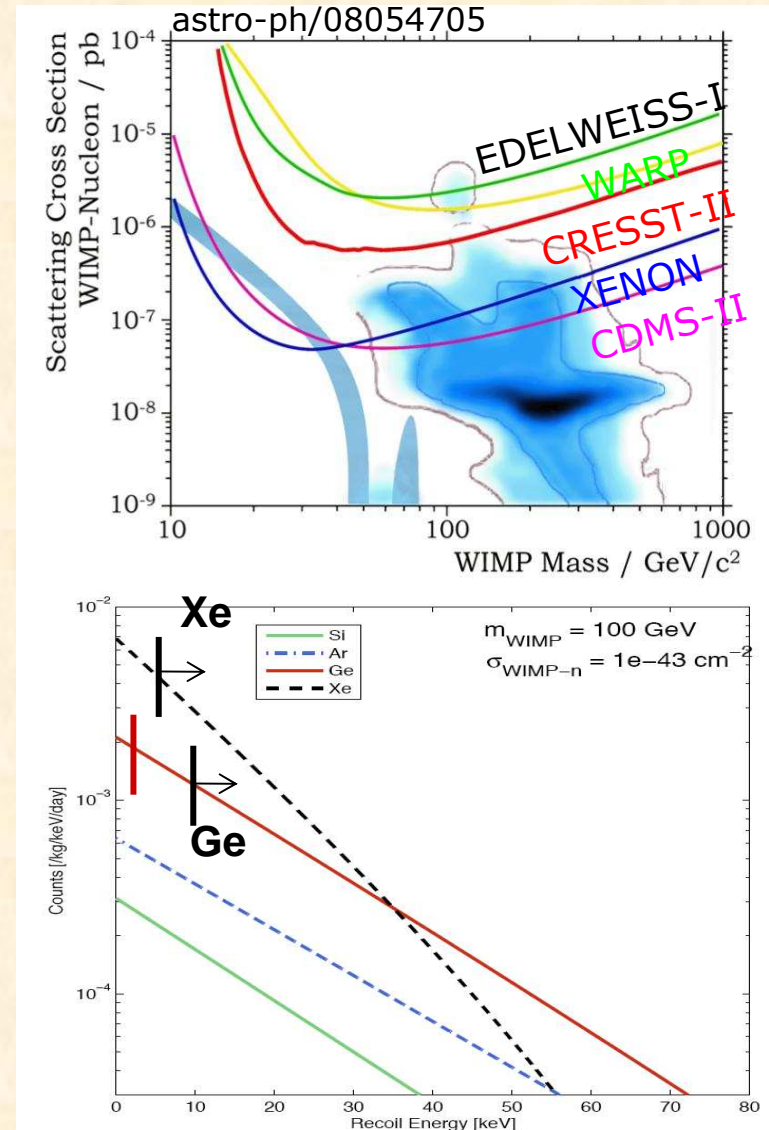 astro-ph/08054705
Scattering Cross Section
WIMP-Nucleon / pb
10-4
10-5
10-6
10-7
10-8
10-9
EDELWEISS-I
WARP
CRESST-II
XENON
CDMS-II
10
100
1000
WIMP Mass / GeV/c2
Xe
Si
Ar
Ge
Xe
mWIMP = 100 GeV
σWIMP-n = 1e-43 cm-2
Ge
Counts [/kg/keV/day]
10-2
10-3
10-4
0 10 20 30 40 50 60 70 80
Recoil Energy [keV]